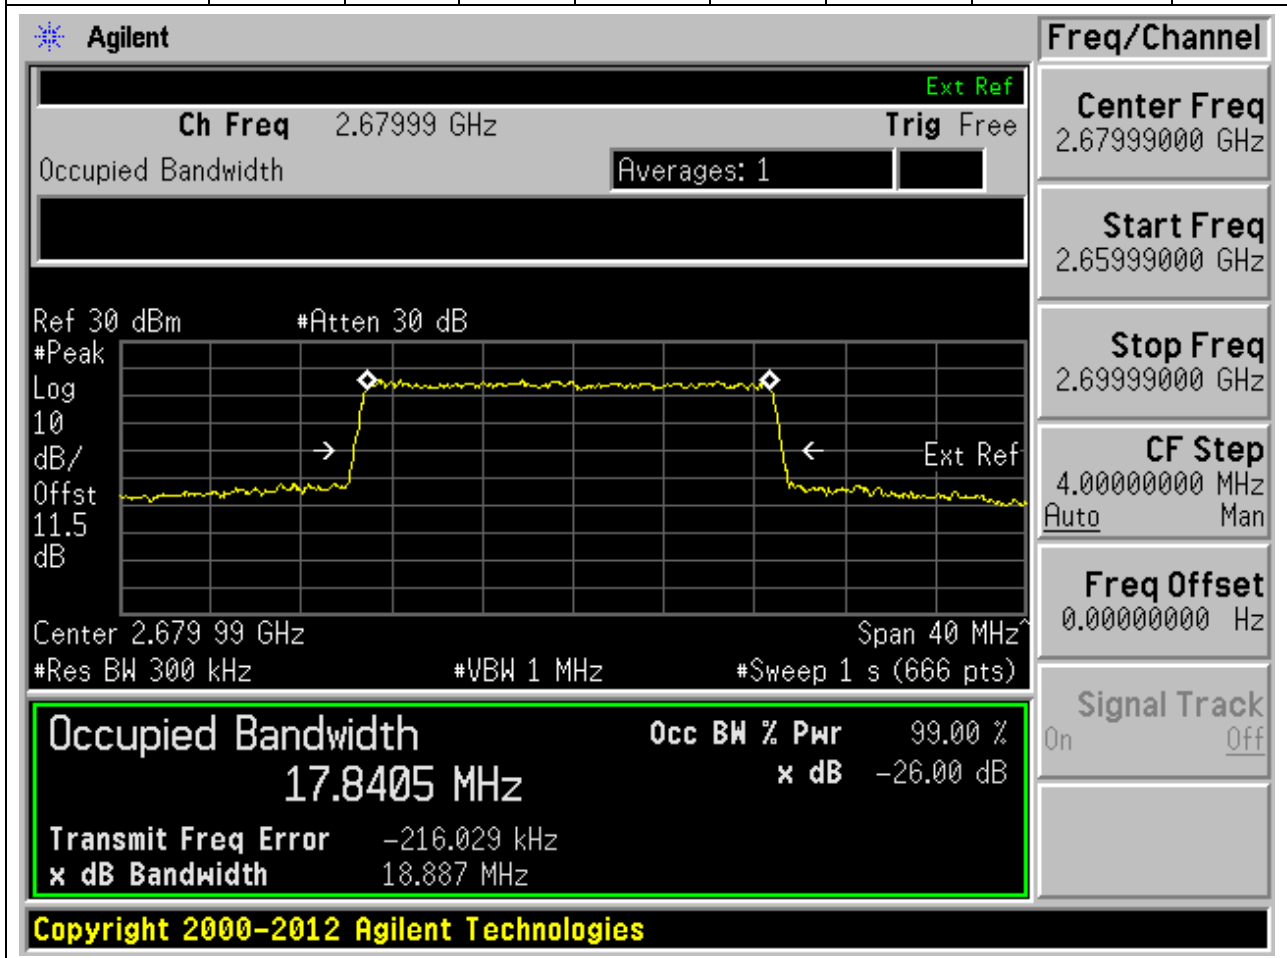 Agilent
Freq/Channel
Ext Ref
Ch Freq 2.67999 GHz Trig Free
Occupied Bandwidth Averages: 1
Ref 30 dBm #Atten 30 dB
#Peak
Log
10
dB/
Offst
11.5
dB
Ext Ref
Center 2.679 99 GHz Span 40 MHz^
#Res BW 300 kHz #VBW 1 MHz #Sweep 1 s (666 pts)
Occupied Bandwidth
17.8405 MHz
Occ BW % Pwr 99.00 %
x dB -26.00 dB
Transmit Freq Error -216.029 kHz
x dB Bandwidth 18.887 MHz
Copyright 2000-2012 Agilent Technologies
Center Freq
2.67999000 GHz
Start Freq
2.65999000 GHz
Stop Freq
2.69999000 GHz
CF Step
4.00000000 MHz
Auto Man
Freq Offset
0.00000000 Hz
Signal Track
On Off